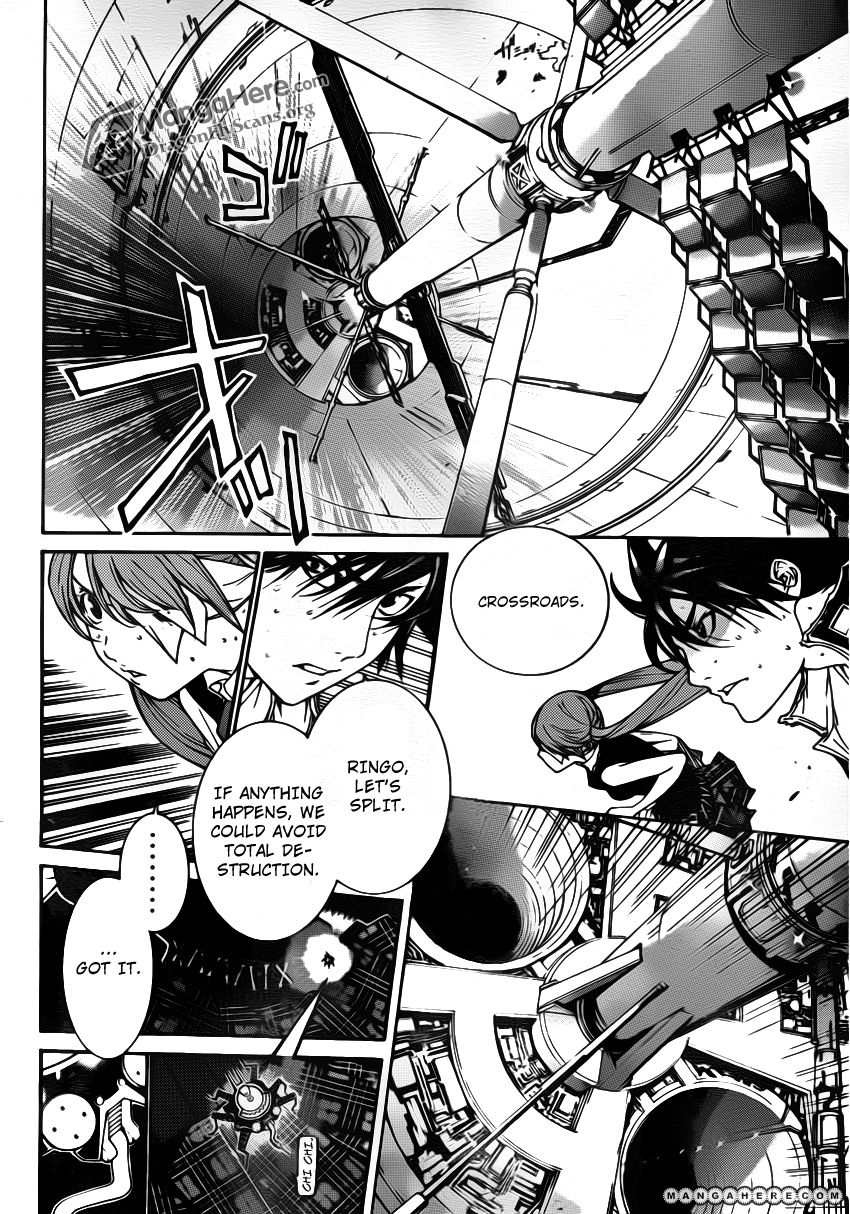 MangaHere.com
DragonflyScans.org
CROSSROADS.
RINGO,
LET'S
SPLIT.
IF ANYTHING
HAPPENS, WE
COULD AVOID
TOTAL DE-
STRUCTION.
......
...
GOT IT.
CHI CHI.
MANGAHERE.COM